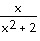 x
x² + 2